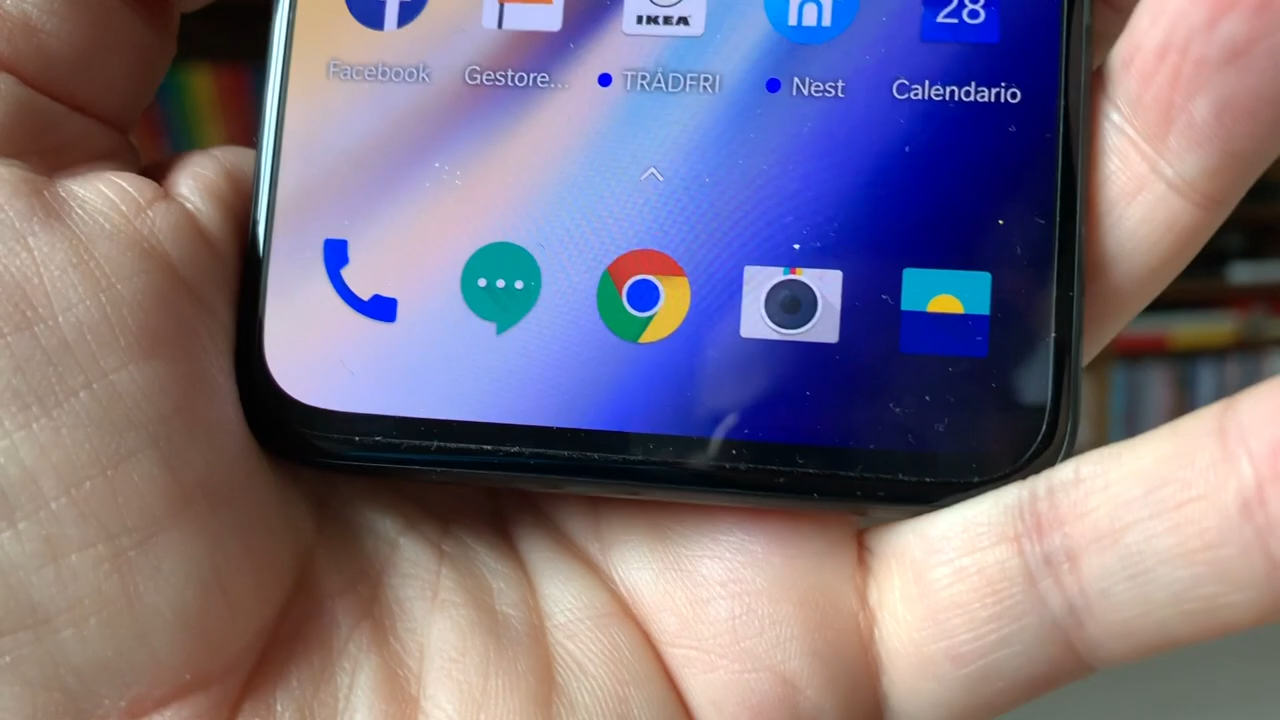 IKEA
28
Facebook
Gestore...
TRÅDFRI
Nest
Calendario